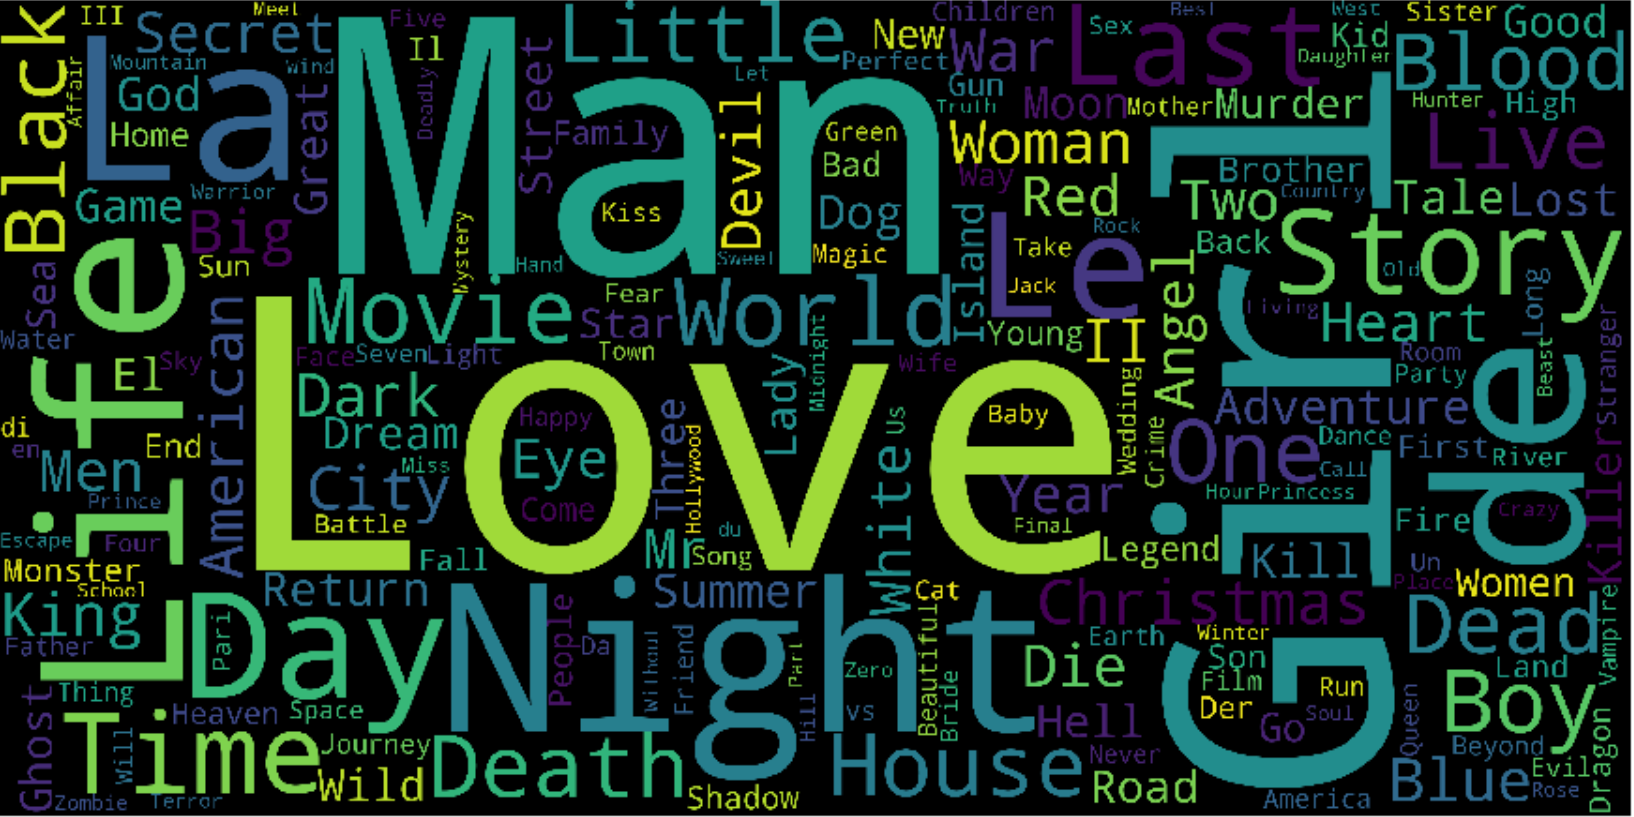 III
Meet
Five
Children
Best
West
Sister
Good
Black
Affair
Secret
Il
Little
New
Sex
Last
Kid
Daughter
Blood
Mountain
Wind
Man
Deadly
Street
Let
Perfect
War
Gun
Truth
Hunter
High
La
God
Home
Great
Family
Devil
Green
Bad
Moon
Mother
Murder
Woman
Live
Warrior
Game
Big
Kiss
Dog
Magic
Way
Red
Girl
Brother
Country
Two
Tale
Lost
Sea
Life
Sun
Mystery
Hand
Sweet
Island
Le
Take
Jack
Rock
Back
Story
Old
Movie
Fear
Star
World
Young
II
Angel
Living
Heart
Long
Water
Sky
El
American
Face
Seven
Light
Town
Lady
Midnight
Wife
Room
Party
Stranger
Beast
di
en
End
Men
Prince
Love
Dark
Dream
Happy
Eye
Miss
City
Come
Battle
Three
Hollywood
White
us
Baby
Wedding
Crime
Adventure
One
Dance
Call
First
River
Pride
Year
Final
Hour
Princess
Fire
Crazy
Killer
Escape
Four
Monster
School
Fall
Mr
Song
du
Legend
Kill
Un
Place
Women
King
Father
Return
Summer
Cat
Christmas
Dead
Vampire
Day
Pari
Night
People
Da
Without
Friend
Part
Zero
Beautiful
Bride
Die
Earth
Winter
Son
Film
Der
Run
Go
Soul
Land
Boy
Ghost
Thing
Time
Will
Heaven
Space
Hill
vs
Hell
Queen
Beyond
Dragon
Journey
Wild
Death
House
Never
Road
Blue
Evil
Rose
Zombie
Terror
Shadow
America